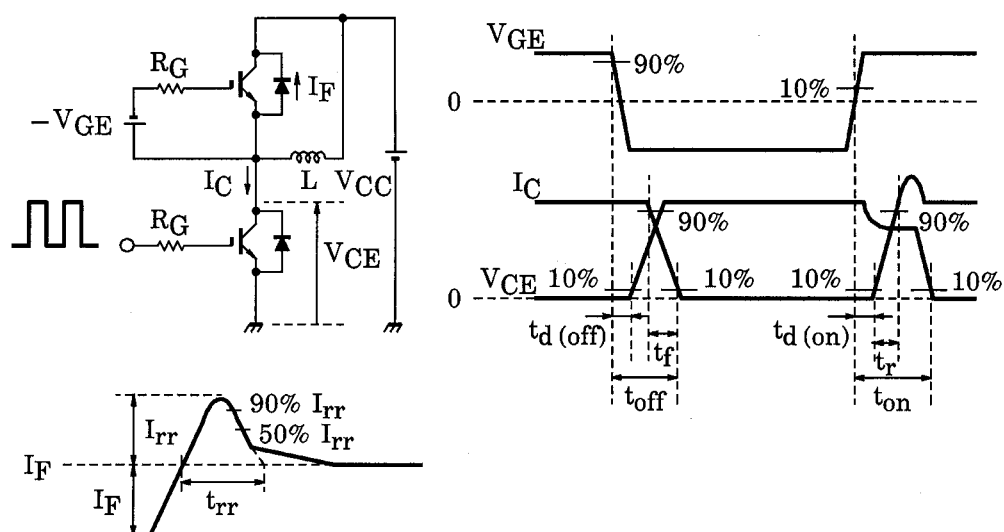 RG
IF
−VGE
IC
L
VCC
RG
VCE
VGE
90%
10%
0
IC
90%
90%
VCE
10%
10%
10%
10%
0
td (off)
tf
toff
td (on)
tr
ton
90% Irr
50% Irr
Irr
IF
IF
trr